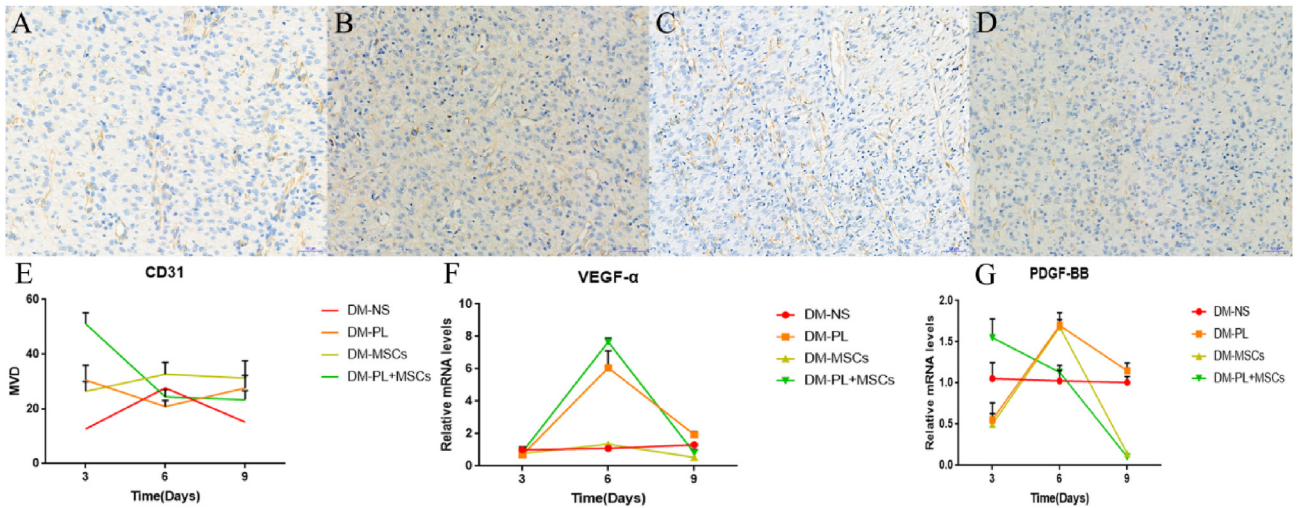 A B C D
E CD31
60
40
20
0
MVD
3 6 9
Time(Days)
DM-NS
DM-PL
DM-MSCs
DM-PL+MSCs
F VEGF-α
10
8
6
4
2
0
Relative mRNA levels
3 6 9
Time(Days)
DM-NS
DM-PL
DM-MSCs
DM-PL+MSCs
G PDGF-BB
2.0
1.5
1.0
0.5
0.0
Relative mRNA levels
3 6 9
Time(Days)
DM-NS
DM-PL
DM-MSCs
DM-PL+MSCs